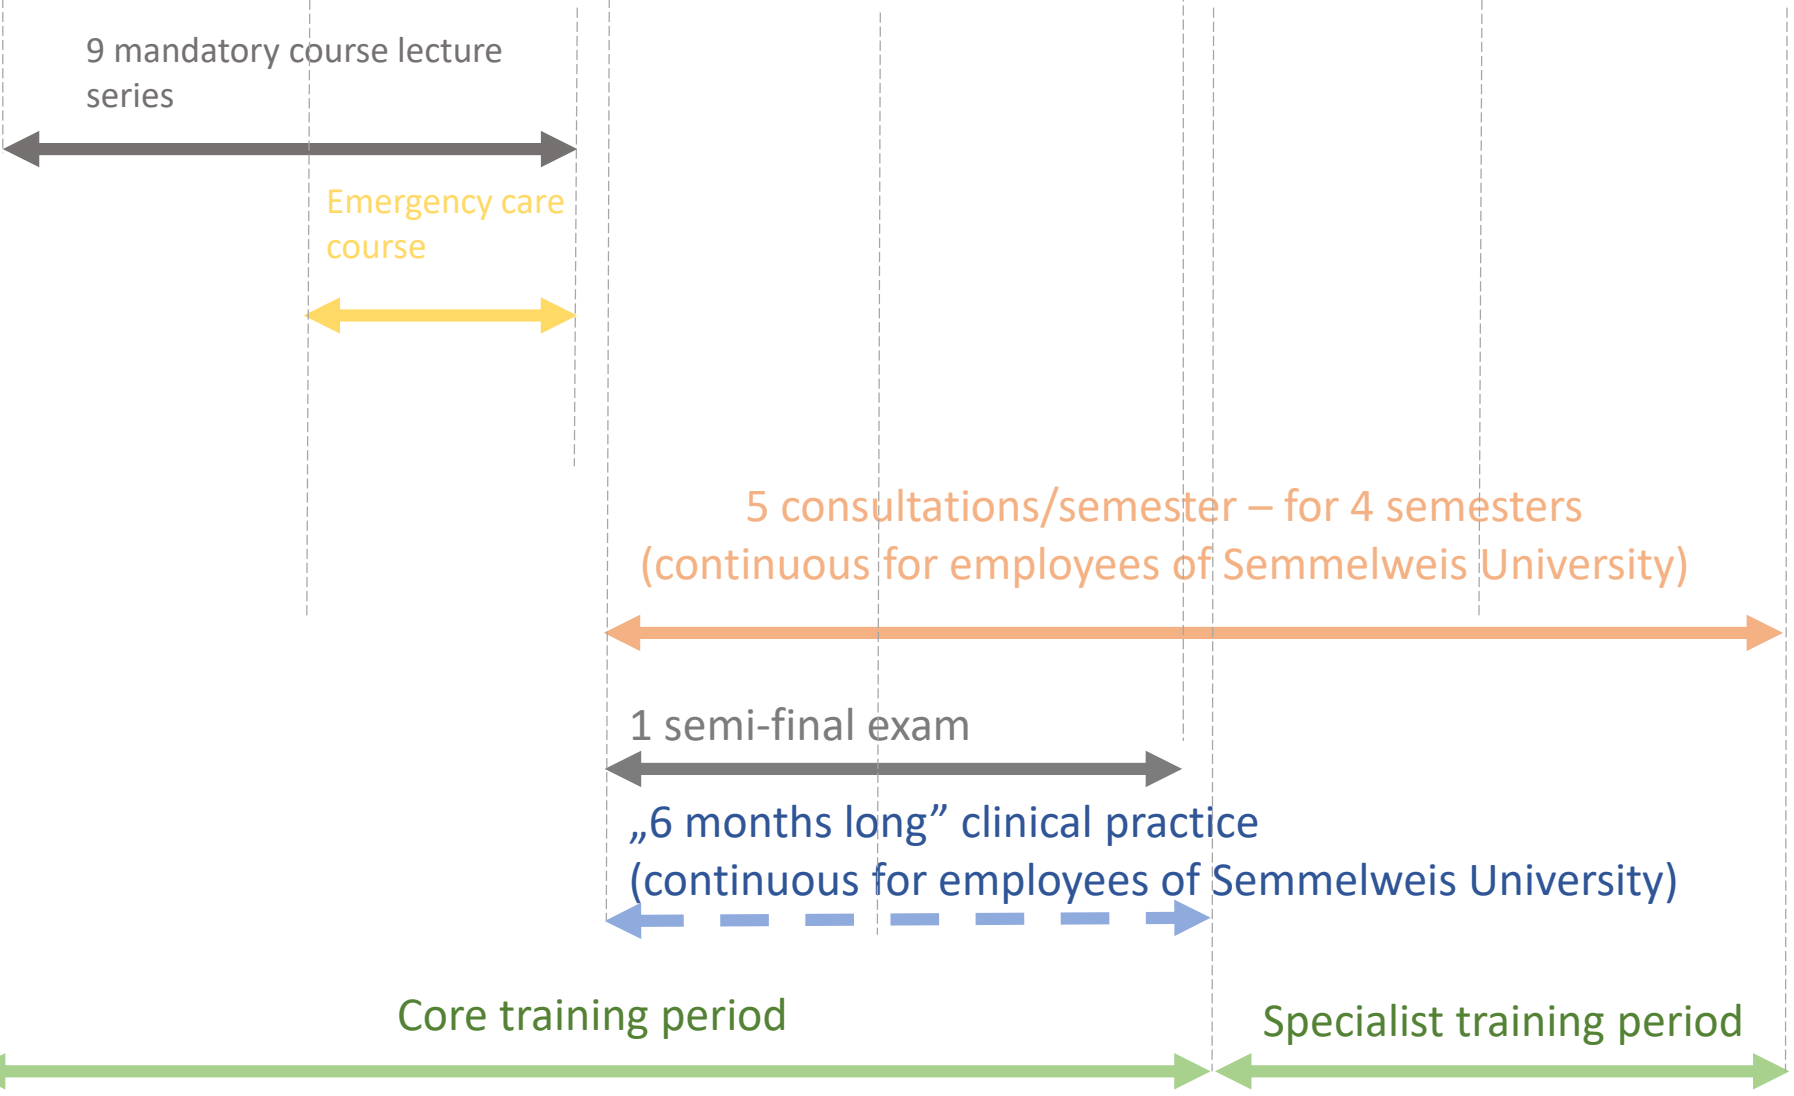 9 mandatory course lecture
series
Emergency care
course
5 consultations/semester – for 4 semesters
(continuous for employees of Semmelweis University)
1 semi-final exam
„6 months long” clinical practice
(continuous for employees of Semmelweis University)
Core training period
Specialist training period